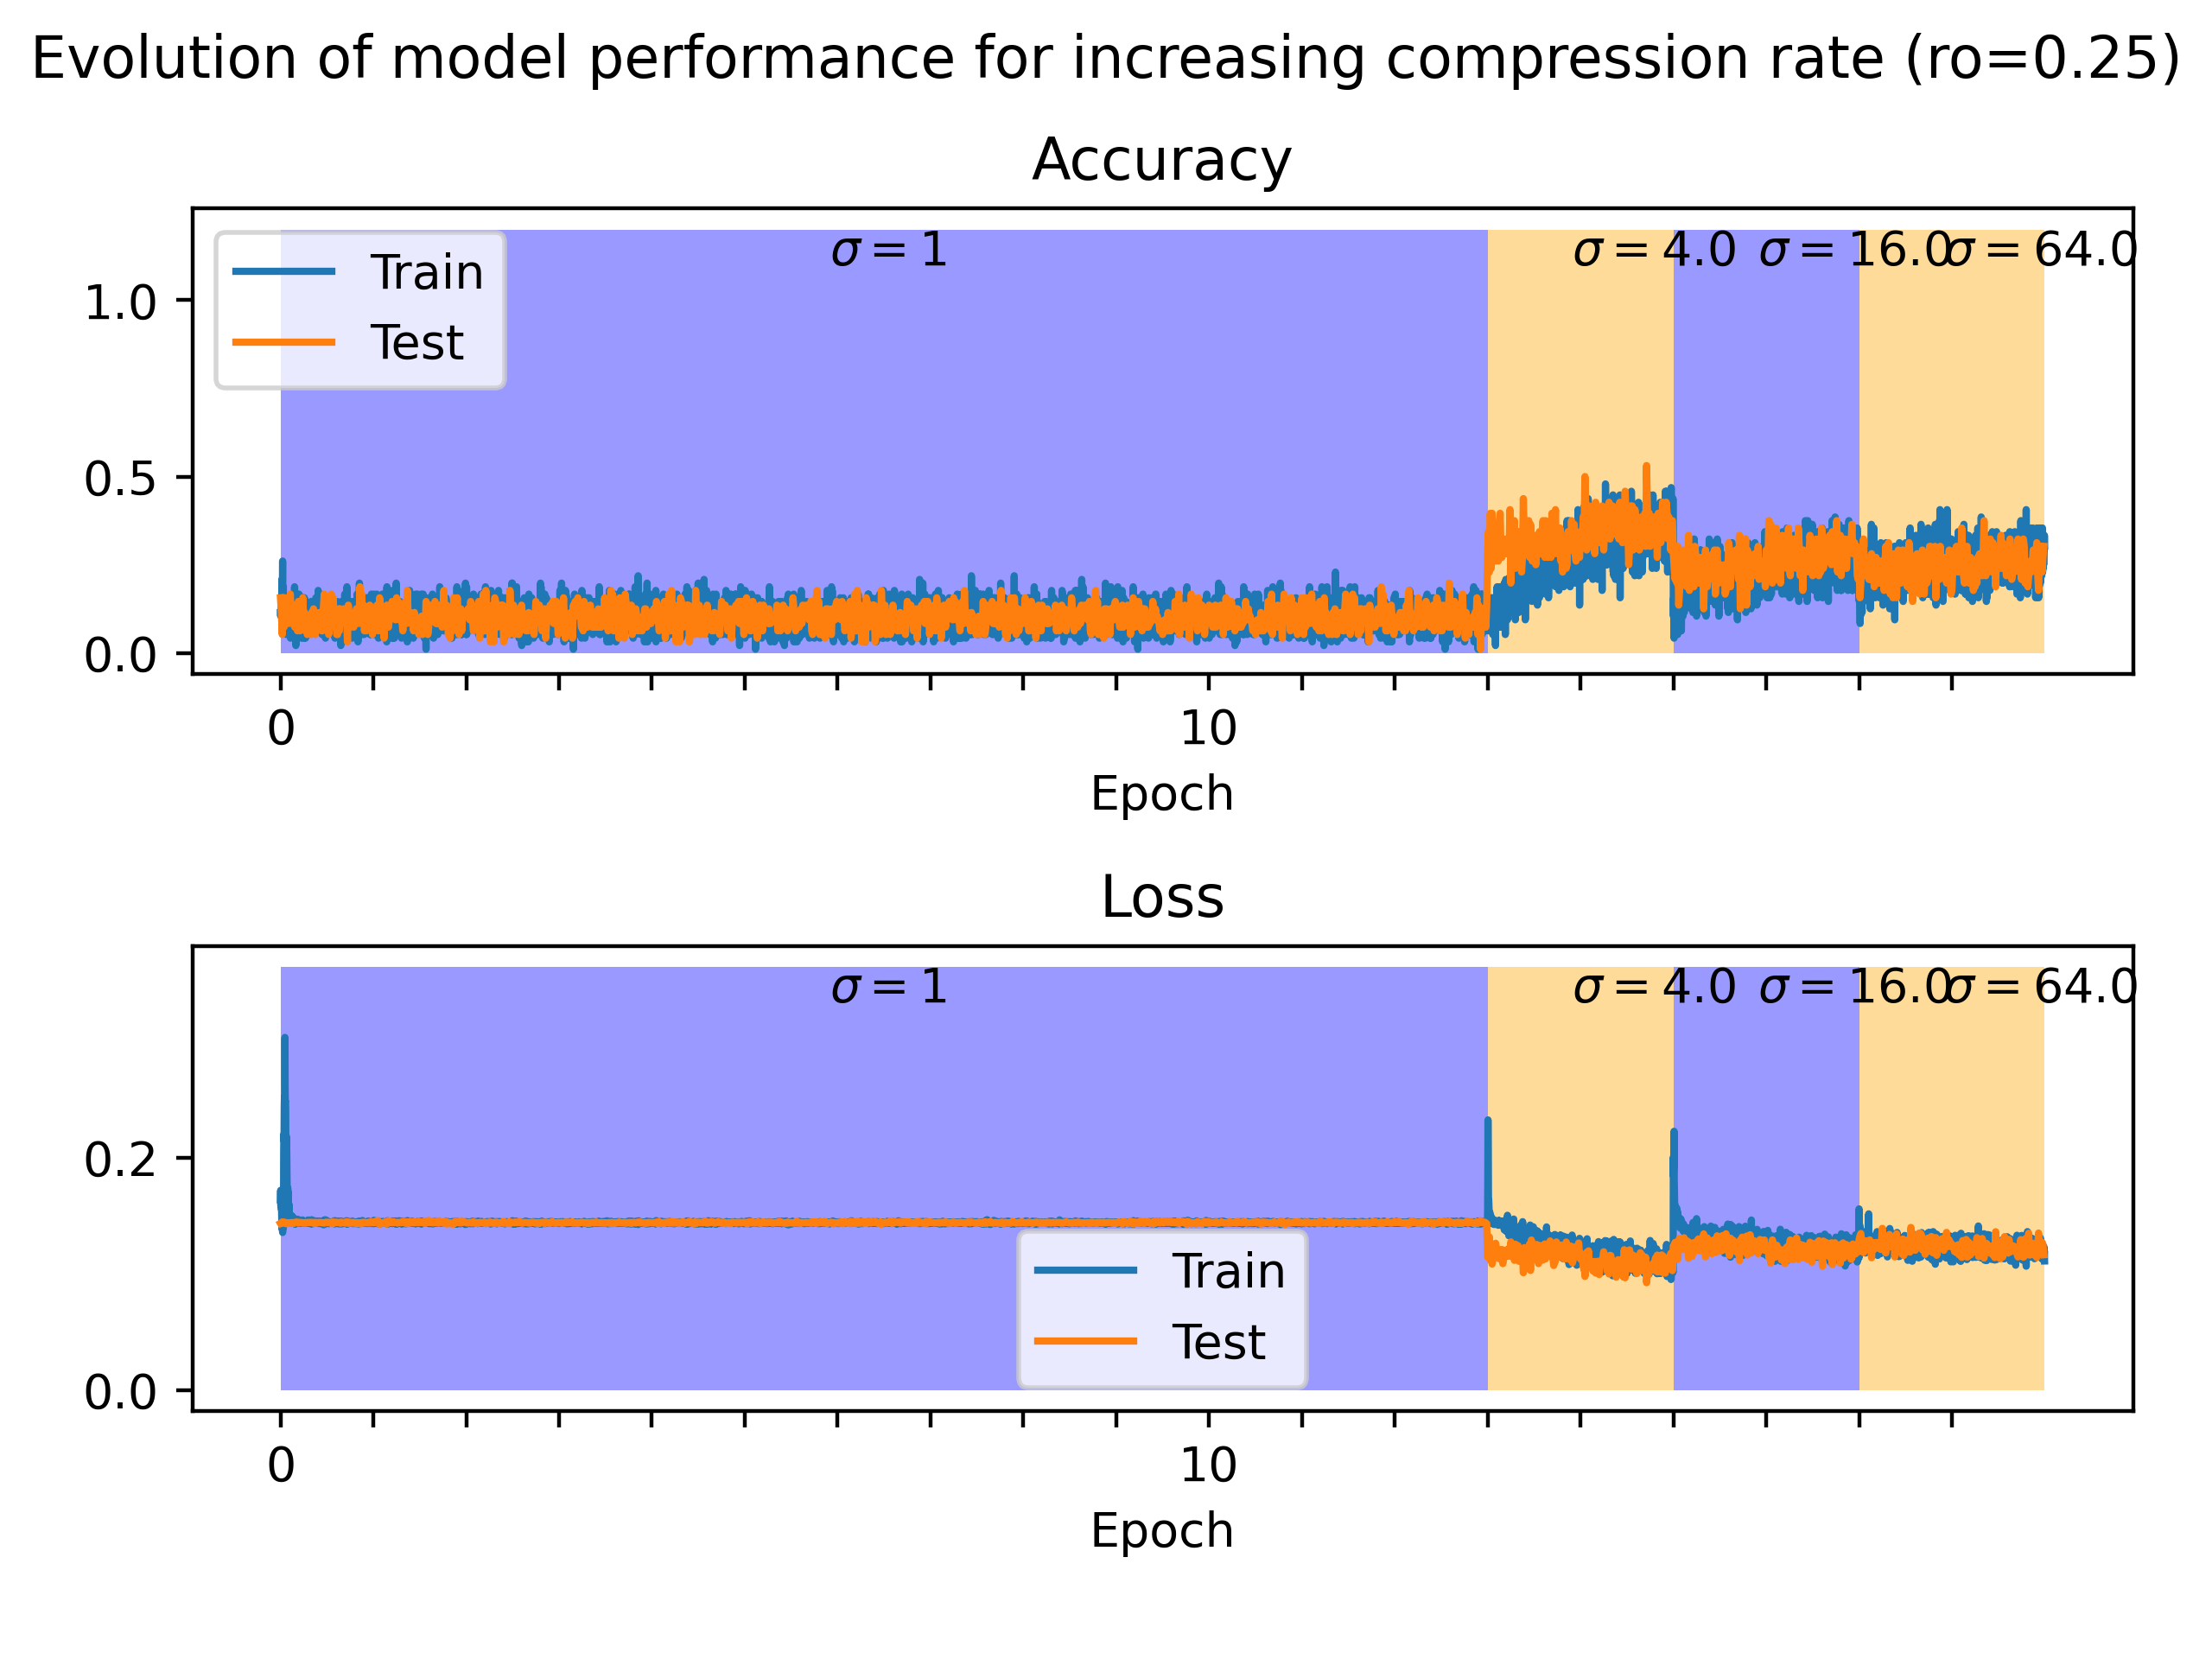 Evolution of model performance for increasing compression rate (ro=0.25)
Accuracy
σ = 1 σ = 4.0 σ = 16.0 σ = 64.0
Train
Test
1.0
0.5
0.0
0 10
Epoch
Loss
σ = 1 σ = 4.0 σ = 16.0 σ = 64.0
0.2
Train
Test
0.0
0 10
Epoch